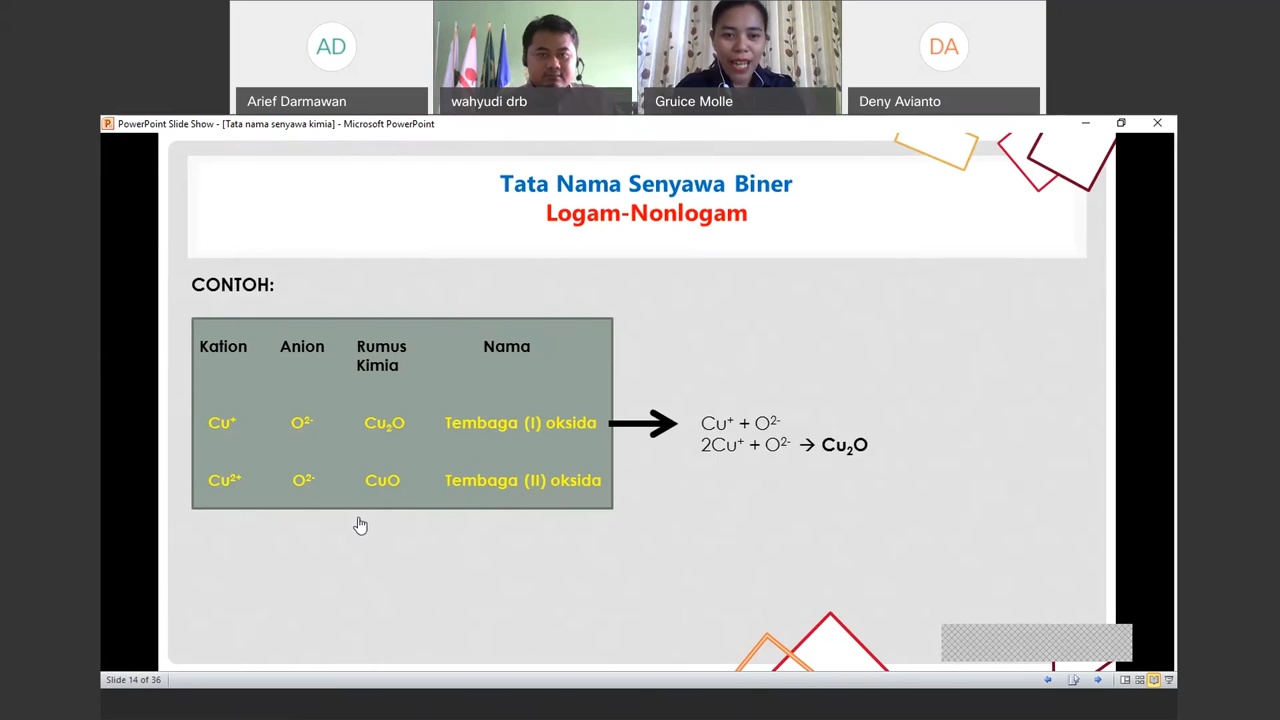 AD
DA
Arief Darmawan
wahyudi drb
Gruice Molle
Deny Avianto
PowerPoint Slide Show - [Tata nama senyawa kimia] - Microsoft PowerPoint
Tata Nama Senyawa Biner
Logam-Nonlogam
CONTOH:
Kation Anion Rumus Kimia Nama
Cu⁺ O²⁻ Cu₂O Tembaga (I) oksida
Cu²⁺ O²⁻ CuO Tembaga (II) oksida
Cu⁺ + O²⁻
2Cu⁺ + O²⁻ → Cu₂O
Slide 14 of 36